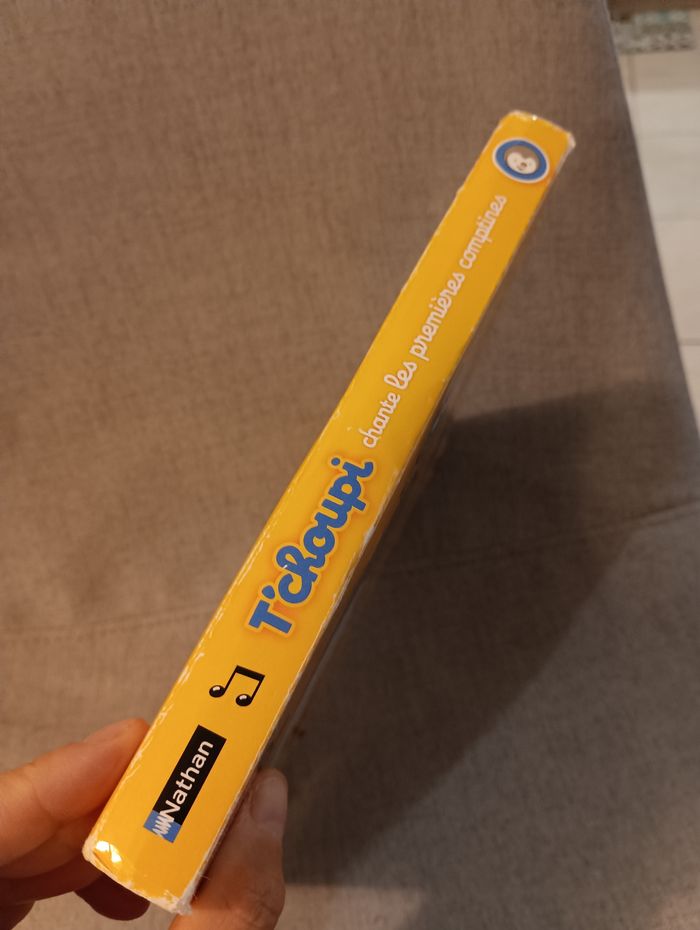 Nathan
T'choupi chante les premières comptines